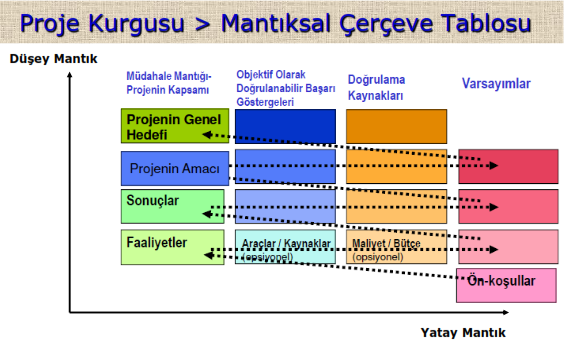 Proje Kurgusu > Mantıksal Çerçeve Tablosu
Düşey Mantık
Müdahale Mantığı-
Projenin Kapsamı
Objektif Olarak
Doğrulanabilir Başarı
Göstergeleri
Doğrulama
Kaynakları
Varsayımlar
Projenin Genel
Hedefi
Projenin Amacı
Sonuçlar
Faaliyetler
Araçlar / Kaynaklar
(opsiyonel)
Maliyet / Bütçe
(opsiyonel)
Ön-koşullar
Yatay Mantık